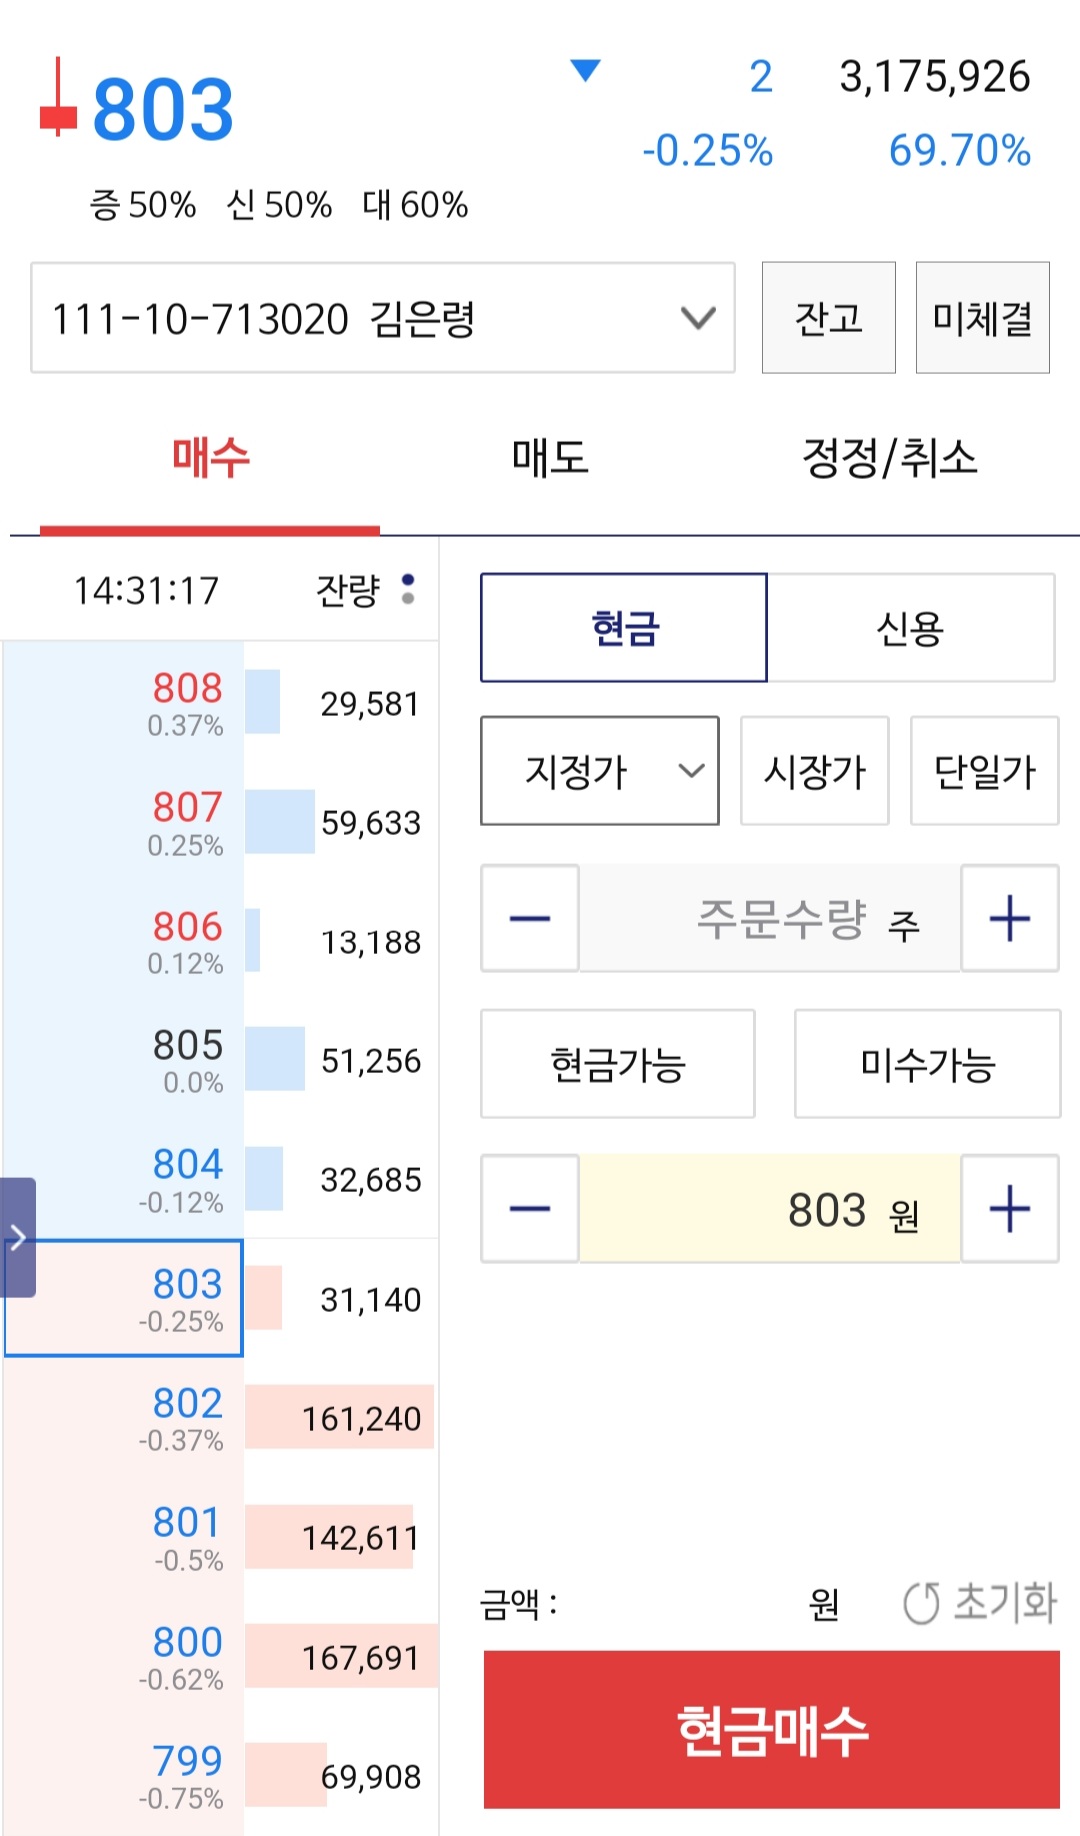 803 ▼ 2 3,175,926
-0.25% 69.70%
증50% 신50% 대60%
111-10-713020 김은령 잔고 미체결
매수 매도 정정/취소
14:31:17 잔량
현금 신용
808 29,581
0.37%
지정가 시장가 단일가
807 59,633
0.25%
주문수량 주
806 13,188
0.12%
현금가능 미수가능
805 51,256
0.0%
804 32,685
-0.12%
803 원
803 31,140
-0.25%
802 161,240
-0.37%
801 142,611
-0.5%
금액 : 원 초기화
800 167,691
-0.62%
현금매수
799 69,908
-0.75%